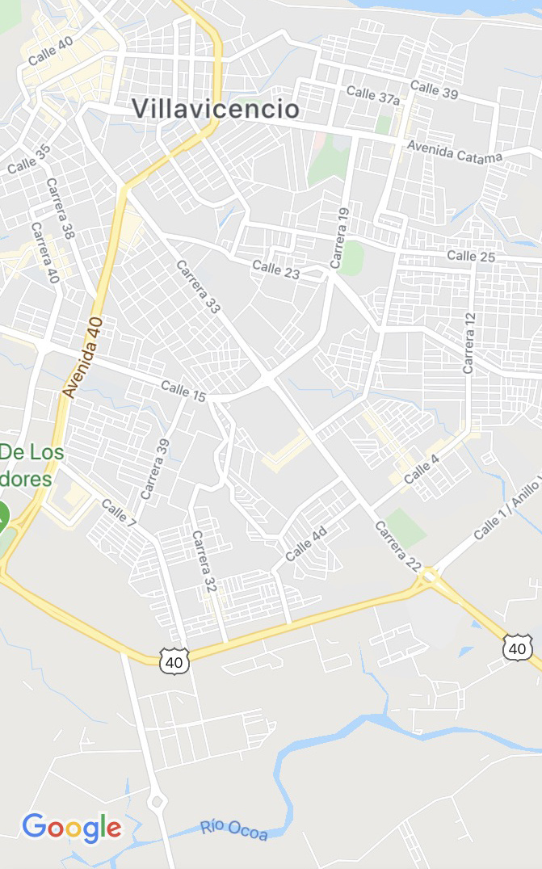 Calle 40
Calle 39
Calle 37a
Villavicencio
Calle 35
Avenida Catama
Carrera 38
Carrera 19
Carrera 40
Calle 25
Calle 23
Carrera 33
Avenida 40
Carrera 12
Calle 15
De Los
dores
Carrera 39
Calle 4
Calle 7
Calle 1 / Anillo V
Carrera 22
Calle 4d
Carrera 32
40
40
Google
Río Ocoa